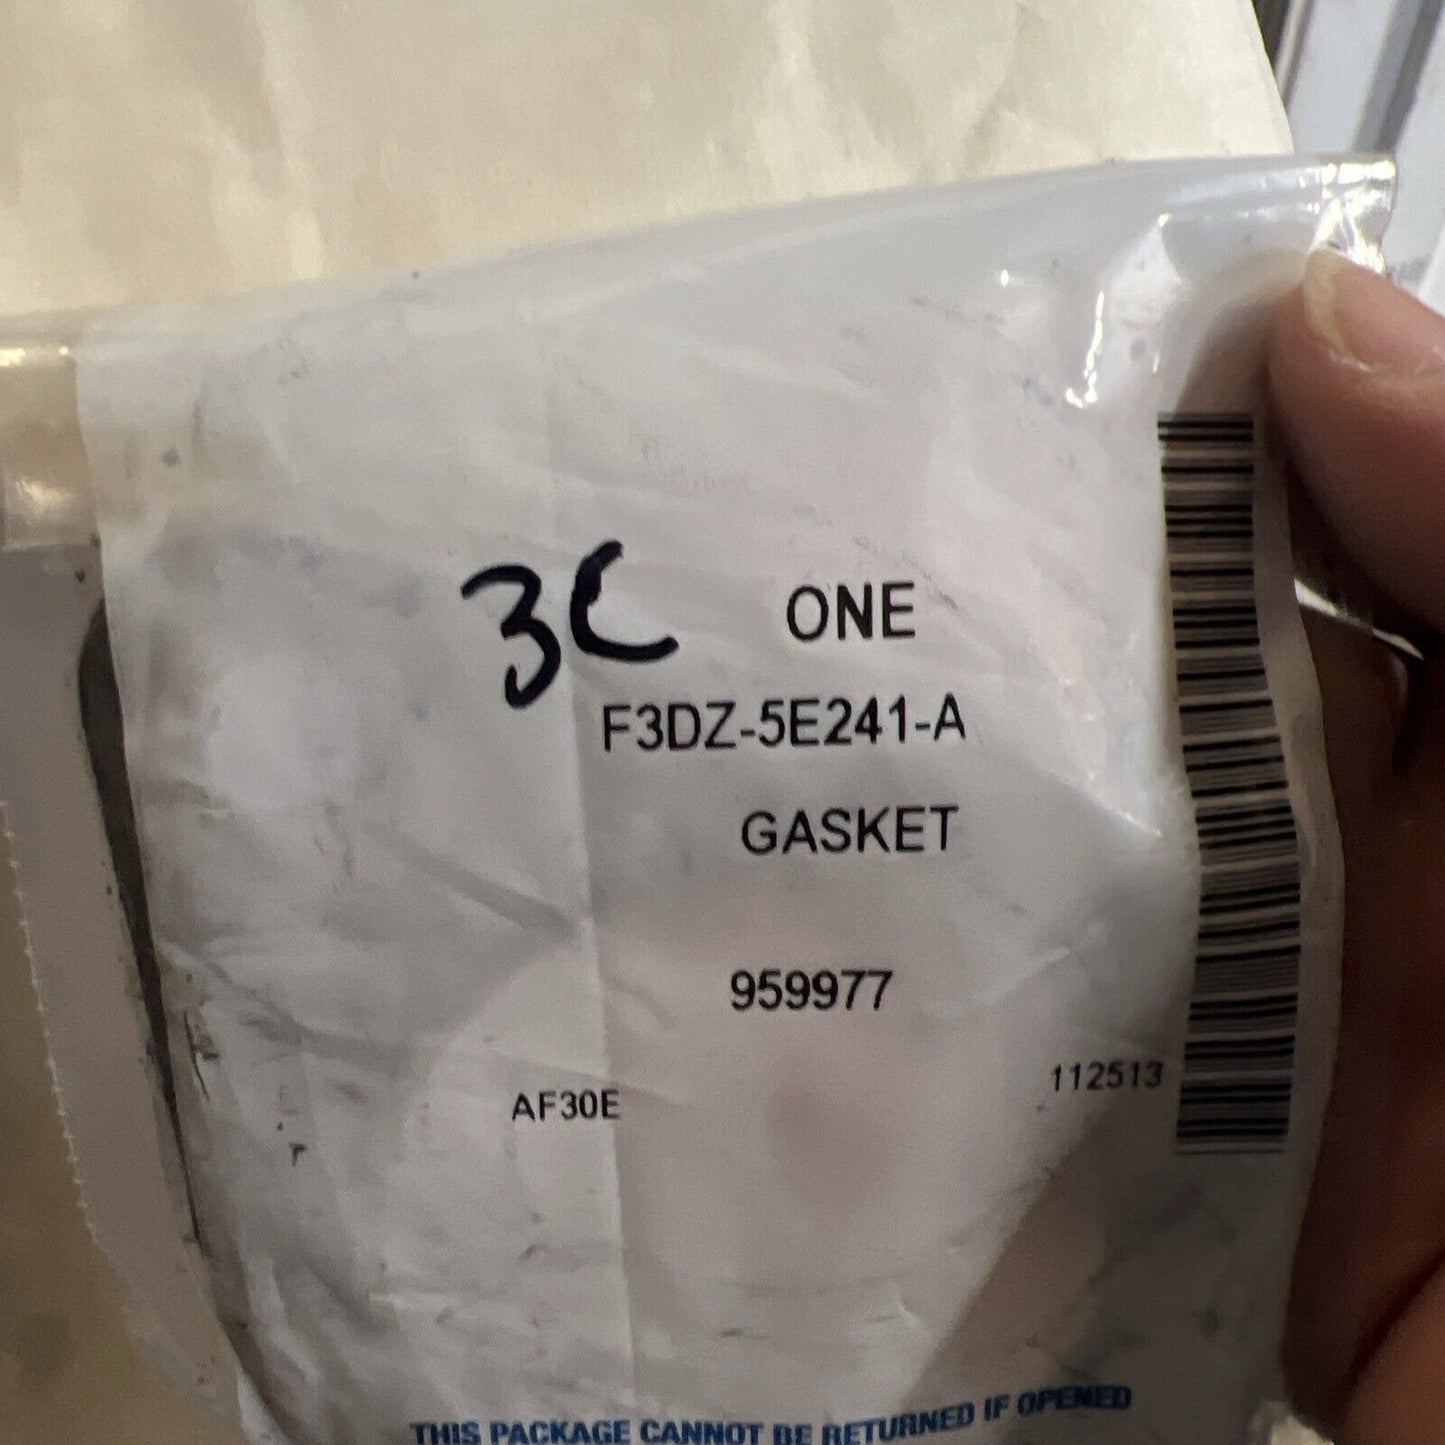 3C ONE
F3DZ-5E241-A
GASKET
959977
AF30E 112513
THIS PACKAGE CANNOT BE RETURNED IF OPENED